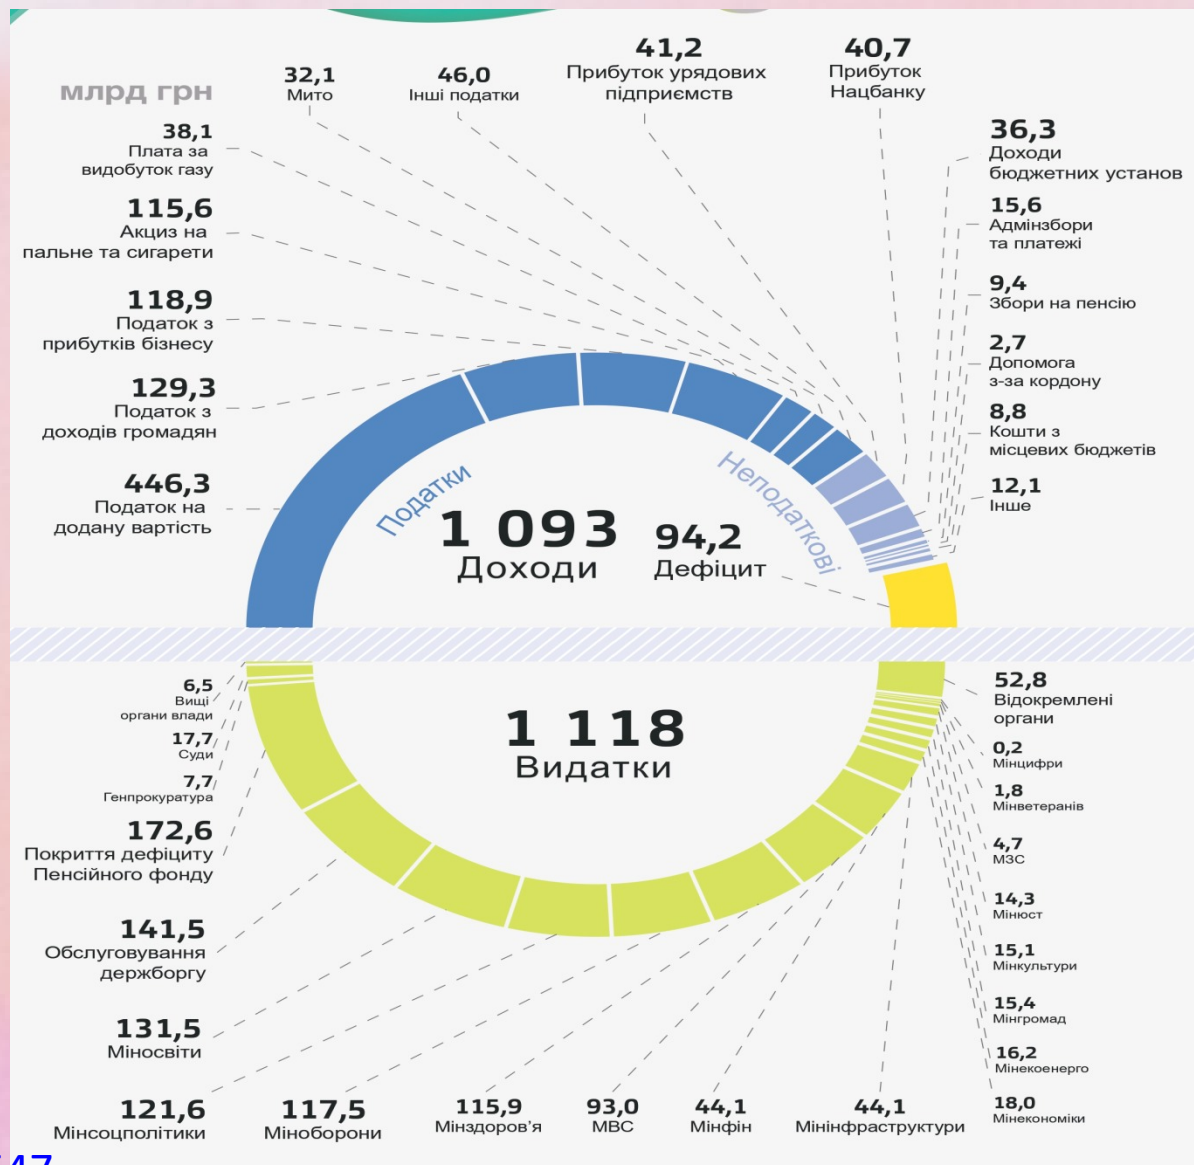 млрд грн
32,1
Мито
46,0
Інші податки
41,2
Прибуток урядових
підприємств
40,7
Прибуток
Нацбанку
38,1
Плата за
видобуток газу
115,6
Акциз на
пальне та сигарети
118,9
Податок з
прибутків бізнесу
129,3
Податок з
доходів громадян
446,3
Податок на
додану вартість
36,3
Доходи
бюджетних установ
15,6
Адмінзбори
та платежі
9,4
Збори на пенсію
2,7
Допомога
з-за кордону
8,8
Кошти з
місцевих бюджетів
12,1
Інше
Податки
Неподаткові
1 093
Доходи
94,2
Дефіцит
1 118
Видатки
6,5
Вищі
органи влади
17,7
Суди
7,7
Генпрокуратура
172,6
Покриття дефіциту
Пенсійного фонду
141,5
Обслуговування
держборгу
131,5
Міносвіти
121,6
Мінсоцполітики
117,5
Міноборони
115,9
Мінздоров'я
93,0
МВС
44,1
Мінфін
44,1
Мінінфраструктури
52,8
Відокремлені
органи
0,2
Мінцифри
1,8
Мінветеранів
4,7
МЗС
14,3
Мінюст
15,1
Мінкультури
15,4
Мінгромад
16,2
Мінекоенерго
18,0
Мінекономіки